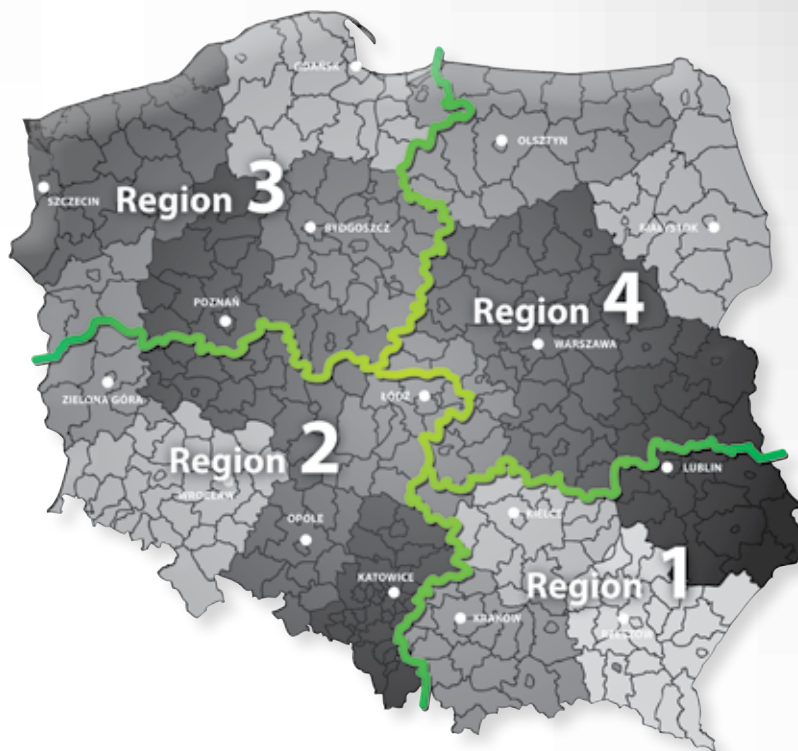 GDAŃSK
OLSZTYN
SZCZECIN
Region 3
BYDGOSZCZ
BIAŁYSTOK
POZNAŃ
Region 4
WARSZAWA
ZIELONA GÓRA
ŁÓDŹ
Region 2
LUBLIN
WROCŁAW
OPOLE
KIELCE
KATOWICE
Region 1
KRAKÓW
RZESZÓW